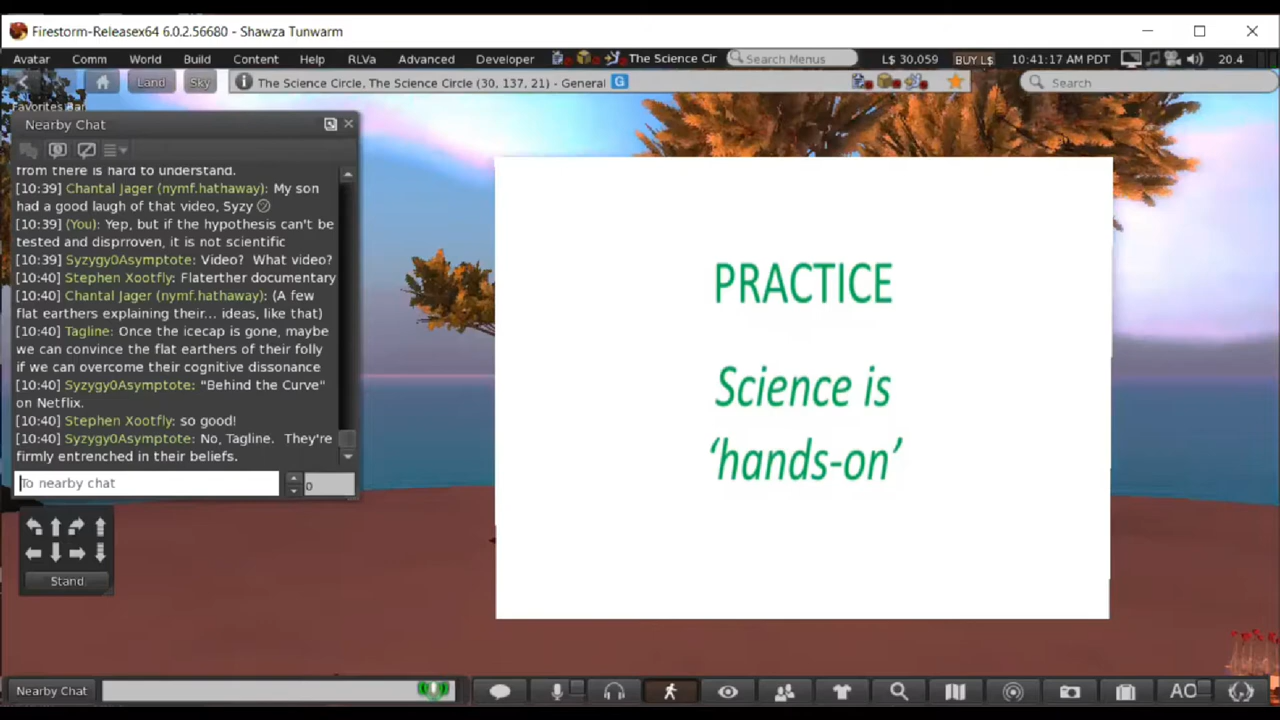 Firestorm-Releasex64 6.0.2.56680 - Shawza Tunwarm
Avatar Comm World Build Content Help RLVa Advanced Developer The Science Cir Search Menus L$ 30,059 BUY L$ 10:41:17 AM PDT 20.4
Land Sky The Science Circle, The Science Circle (30, 137, 21) - General G Search
Favorites Bar
Nearby Chat
from there is hard to understand.
[10:39] Chantal Jager (nymf.hathaway): My son
had a good laugh of that video, Syzy
[10:39] (You): Yep, but if the hypothesis can't be
tested and disprroven, it is not scientific
[10:39] Syzygy0Asymptote: Video? What video?
[10:40] Stephen Xootfly: Flaterther documentary
[10:40] Chantal Jager (nymf.hathaway): (A few
flat earthers explaining their... ideas, like that)
[10:40] Tagline: Once the icecap is gone, maybe
we can convince the flat earthers of their folly
if we can overcome their cognitive dissonance
[10:40] Syzygy0Asymptote: "Behind the Curve"
on Netflix.
[10:40] Stephen Xootfly: so good!
[10:40] Syzygy0Asymptote: No, Tagline. They're
firmly entrenched in their beliefs.
To nearby chat 0
Stand
PRACTICE
Science is
‘hands-on’
Nearby Chat AO